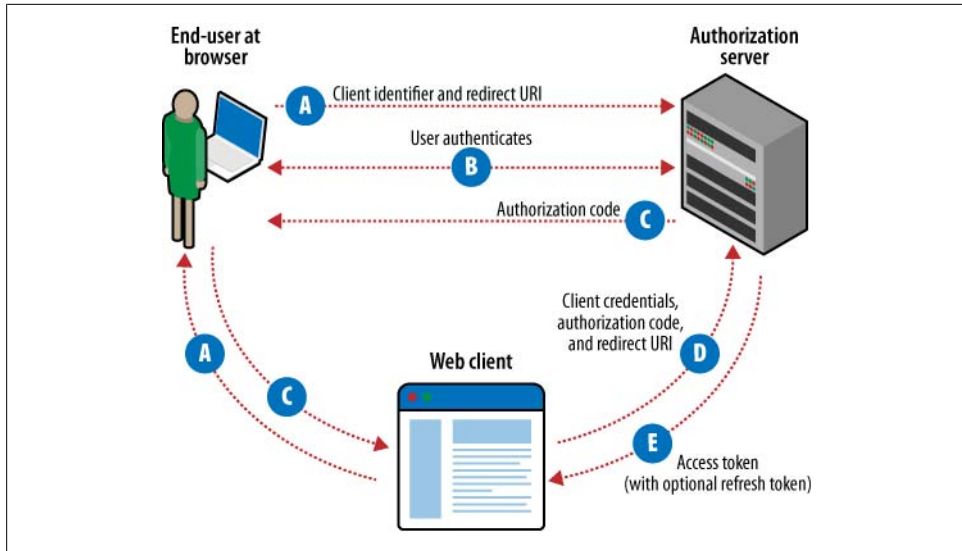 End-user at
browser
Authorization
server
A
Client identifier and redirect URI
User authenticates
B
Authorization code
C
Client credentials,
authorization code,
and redirect URI
A
D
Web client
C
E
Access token
(with optional refresh token)